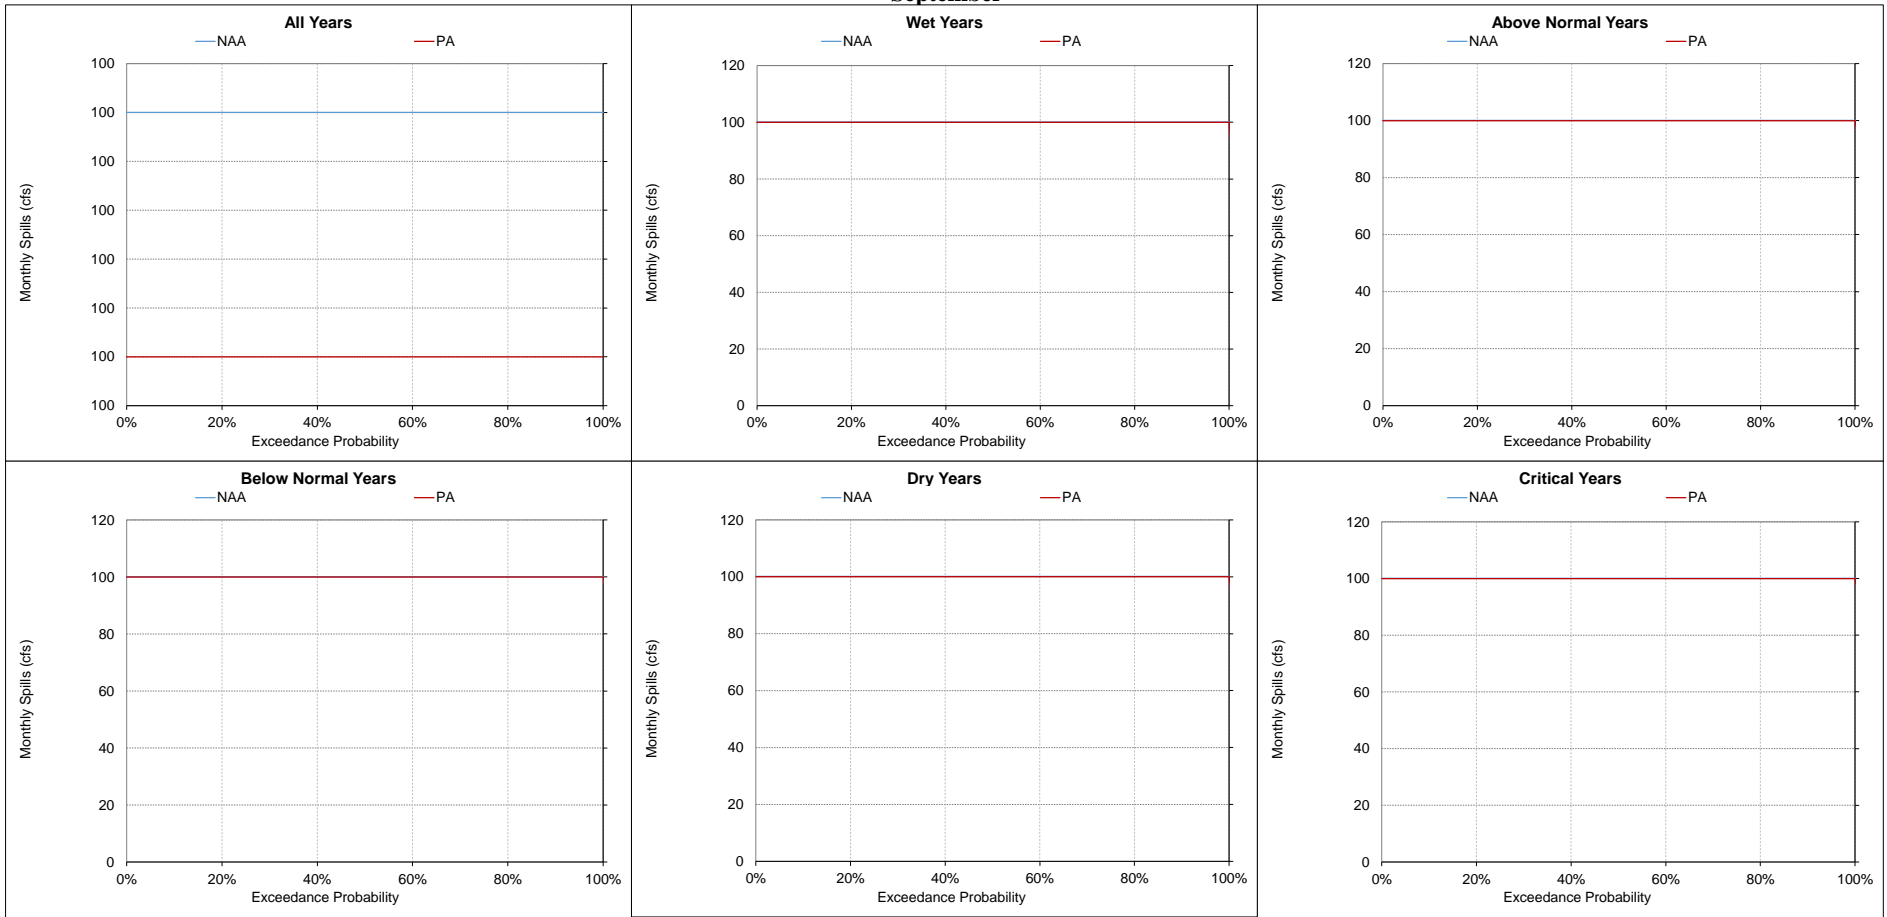 September
All Years
NAA PA
100
100
100
100
100
100
100
100
0% 20% 40% 60% 80% 100%
Monthly Spills (cfs)
Exceedance Probability
Wet Years
NAA PA
120
100
80
60
40
20
0
0% 20% 40% 60% 80% 100%
Monthly Spills (cfs)
Exceedance Probability
Above Normal Years
NAA PA
120
100
80
60
40
20
0
0% 20% 40% 60% 80% 100%
Monthly Spills (cfs)
Exceedance Probability
Below Normal Years
NAA PA
120
100
80
60
40
20
0
0% 20% 40% 60% 80% 100%
Monthly Spills (cfs)
Exceedance Probability
Dry Years
NAA PA
120
100
80
60
40
20
0
0% 20% 40% 60% 80% 100%
Monthly Spills (cfs)
Exceedance Probability
Critical Years
NAA PA
120
100
80
60
40
20
0
0% 20% 40% 60% 80% 100%
Monthly Spills (cfs)
Exceedance Probability